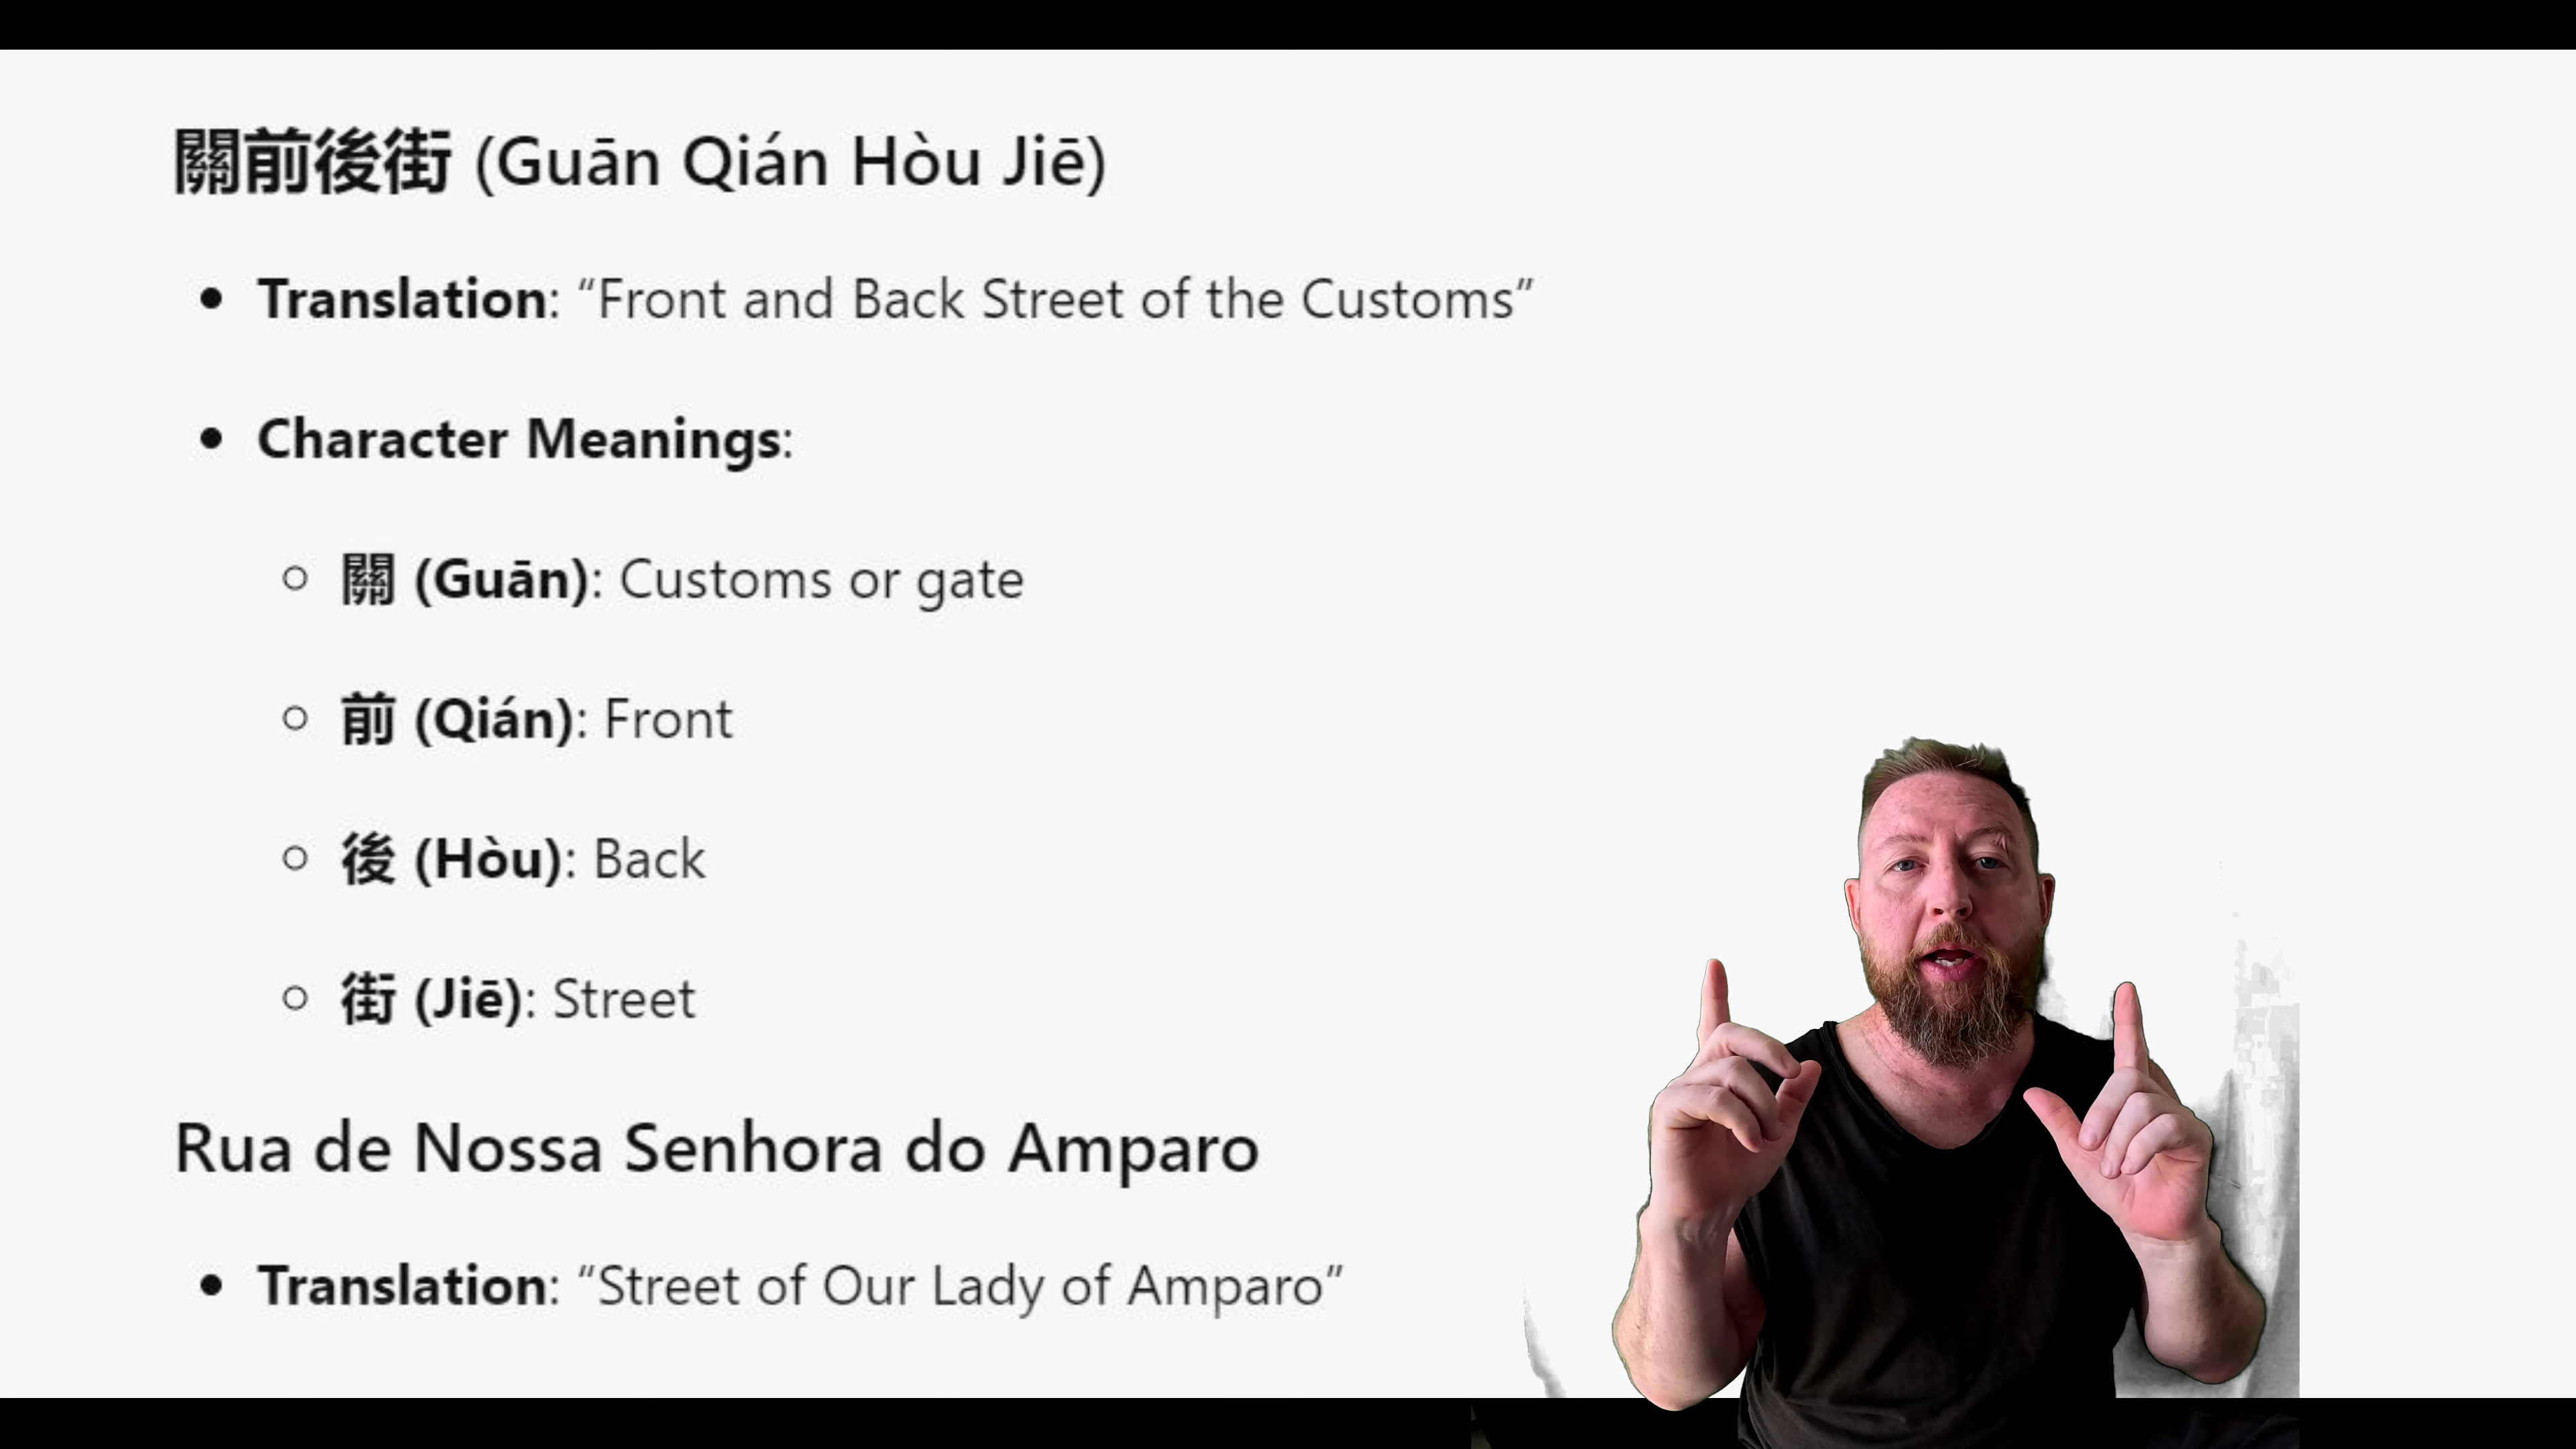 關前後街 (Guān Qián Hòu Jiē)
• Translation: “Front and Back Street of the Customs”
• Character Meanings:
○ 關 (Guān): Customs or gate
○ 前 (Qián): Front
○ 後 (Hòu): Back
○ 街 (Jiē): Street
Rua de Nossa Senhora do Amparo
• Translation: “Street of Our Lady of Amparo”